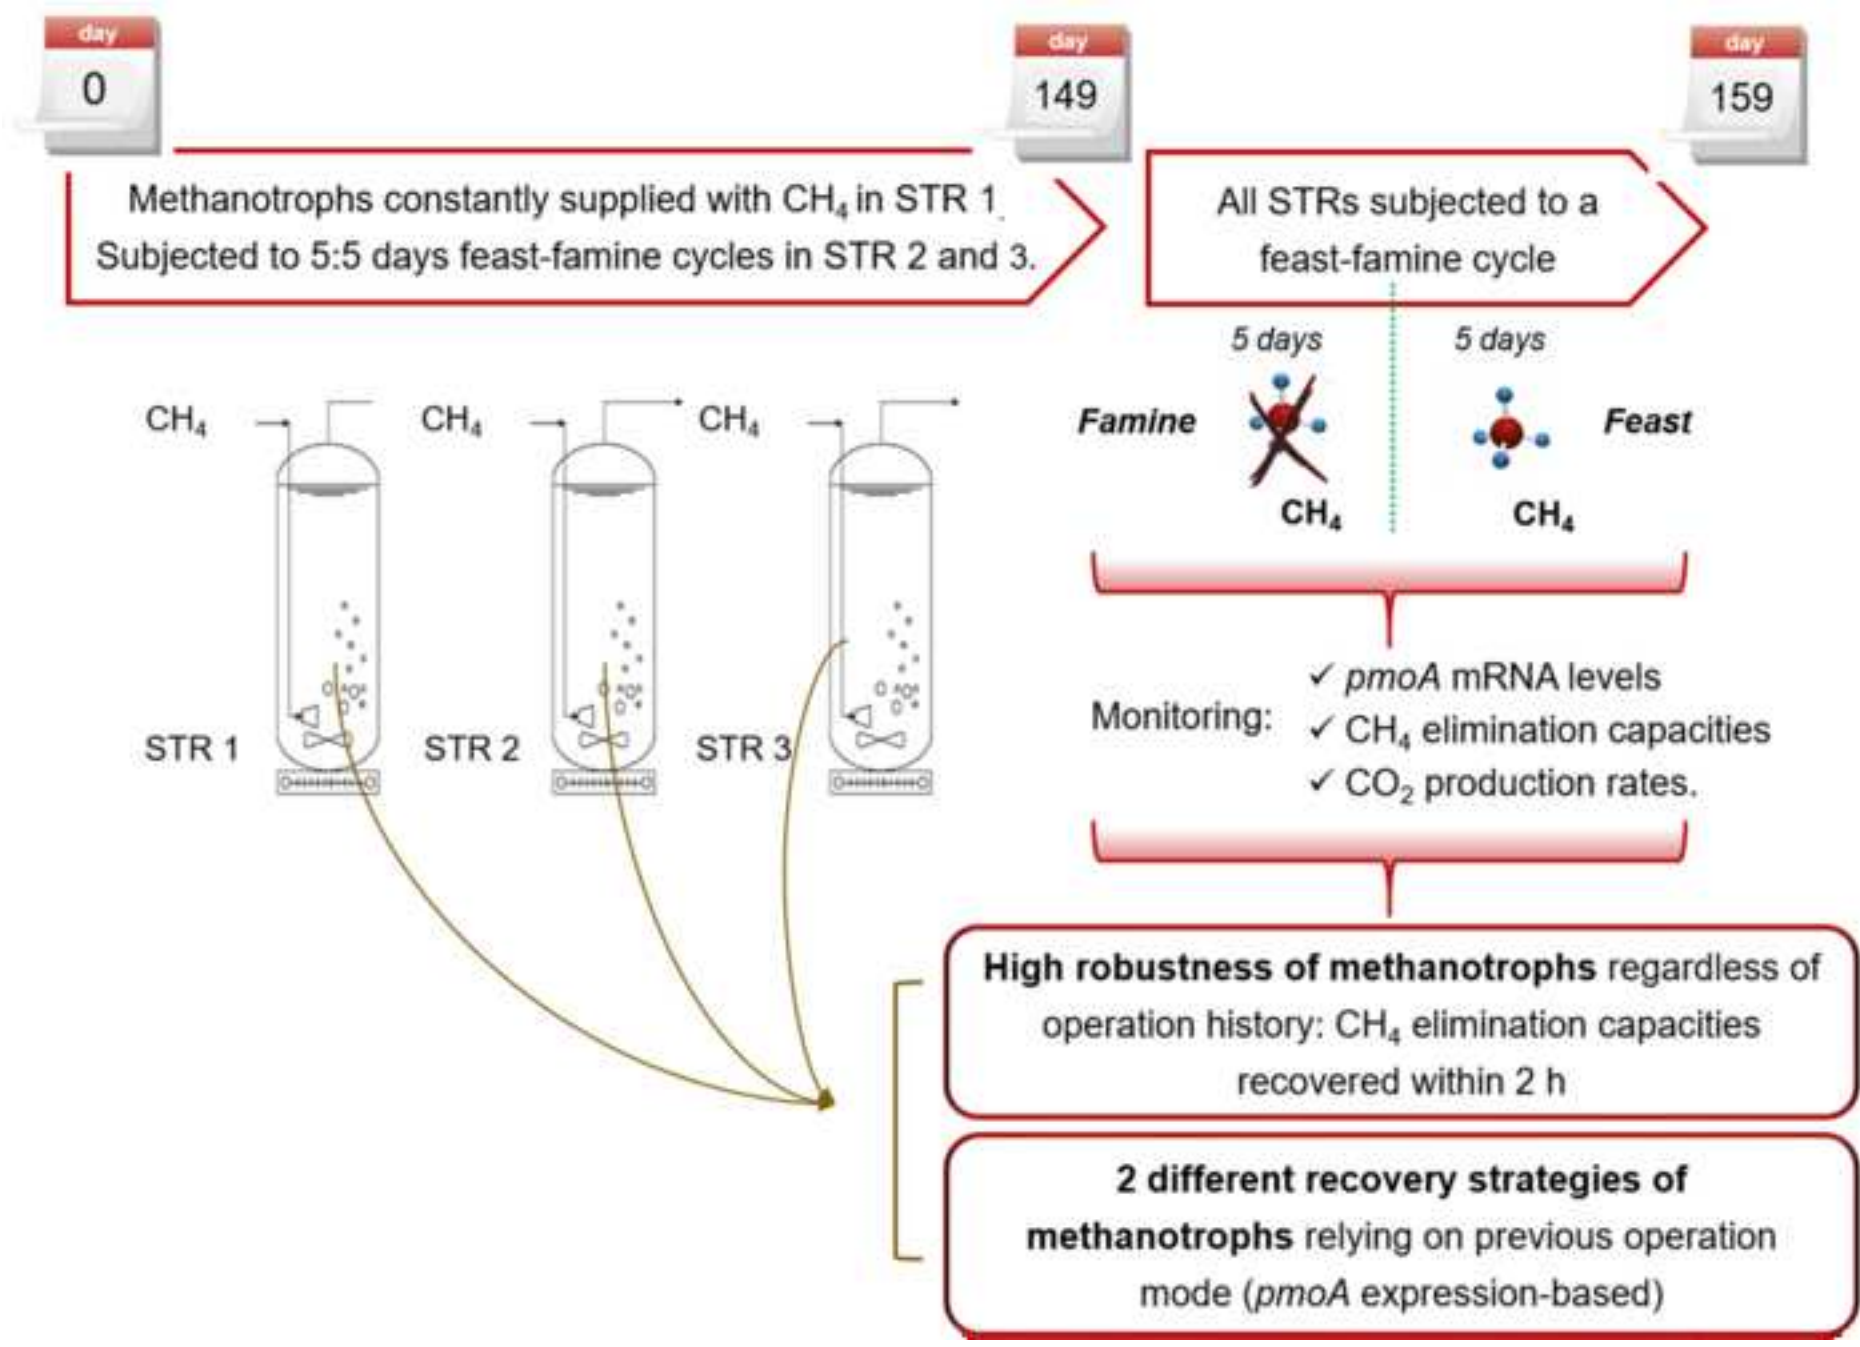 day
0
day
149
day
159
Methanotrophs constantly supplied with CH₄ in STR 1.
Subjected to 5:5 days feast-famine cycles in STR 2 and 3.
All STRs subjected to a
feast-famine cycle
5 days
5 days
Famine
Feast
CH₄
CH₄
CH₄
CH₄
CH₄
STR 1
STR 2
STR 3
Monitoring:
✓ pmoA mRNA levels
✓ CH₄ elimination capacities
✓ CO₂ production rates.
High robustness of methanotrophs regardless of
operation history: CH₄ elimination capacities
recovered within 2 h
2 different recovery strategies of
methanotrophs relying on previous operation
mode (pmoA expression-based)